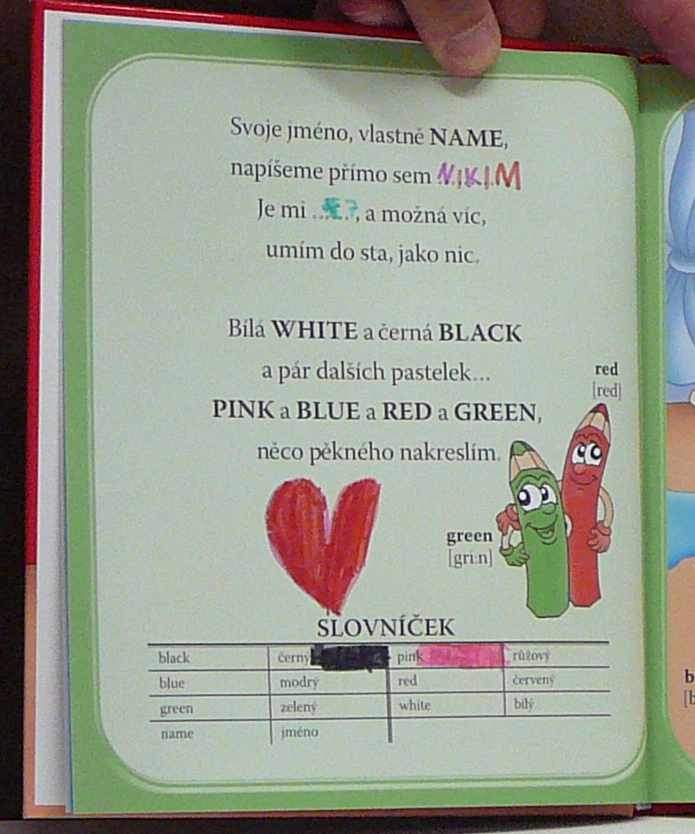 Svoje jméno, vlastně NAME,
napíšeme přímo sem N.I.K.I.M
Je mi ......?., a možná víc,
umím do sta, jako nic.
Bílá WHITE a černá BLACK
a pár dalších pastelek...
PINK a BLUE a RED a GREEN,
něco pěkného nakreslím.
red
[red]
green
[gri:n]
SLOVNÍČEK
black černý pink růžový
blue modrý red červený
green zelený white bílý
name jméno
b
[b